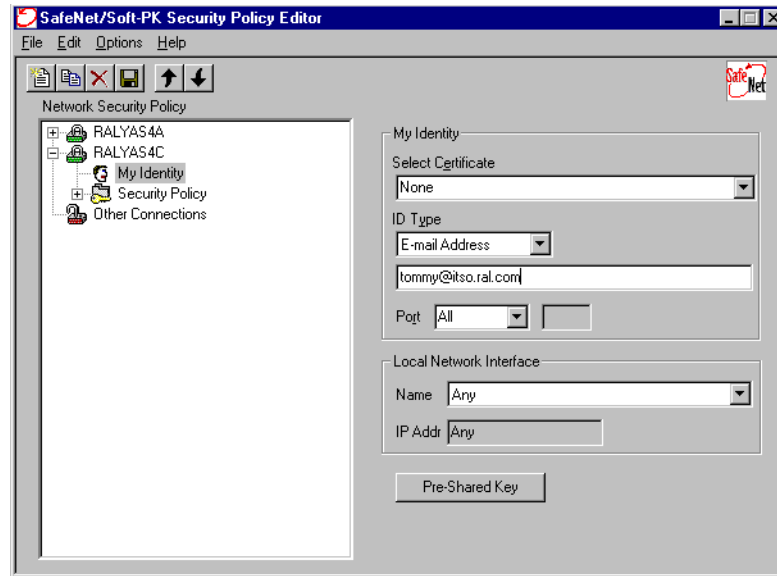 SafeNet/Soft-PK Security Policy Editor
File Edit Options Help
Safe Net
Network Security Policy
RALYAS4A
RALYAS4C
My Identity
Security Policy
Other Connections
My Identity
Select Certificate
None
ID Type
E-mail Address
tommy@itso.ral.com
Port All
Local Network Interface
Name Any
IP Addr Any
Pre-Shared Key